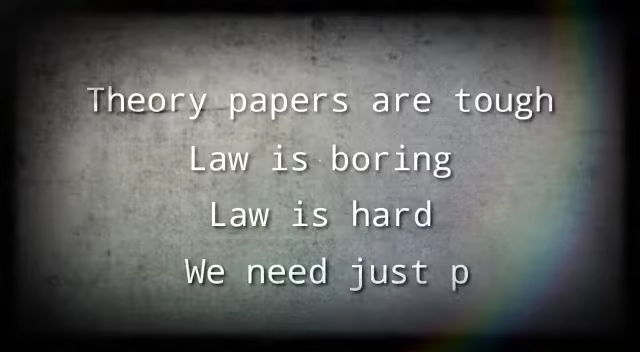 Theory papers are tough
Law is boring
Law is hard
We need just p